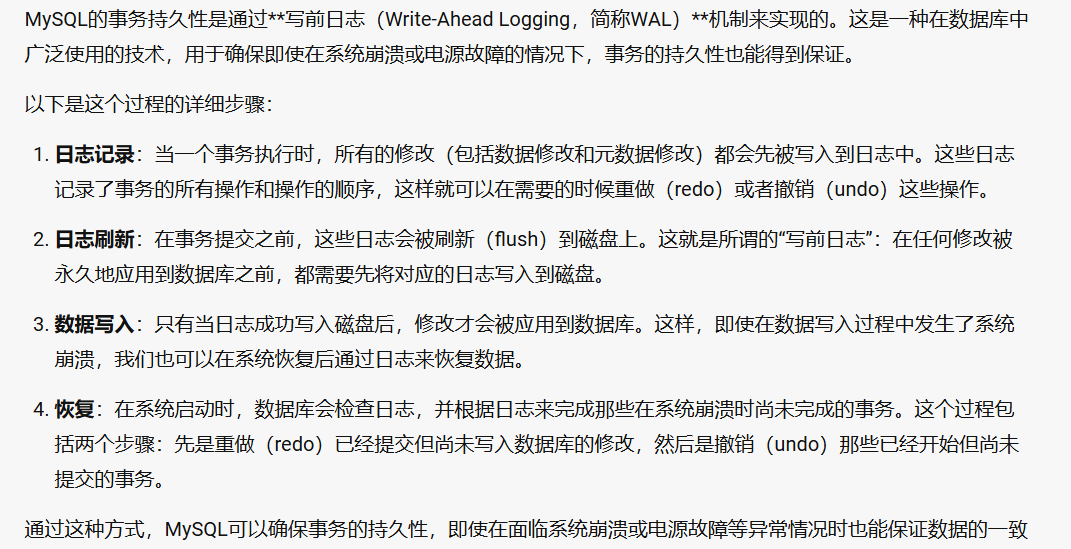 MySQL的事务持久性是通过**写前日志（Write-Ahead Logging，简称WAL）**机制来实现的。这是一种在数据库中
广泛使用的技术，用于确保即使在系统崩溃或电源故障的情况下，事务的持久性也能得到保证。
以下是这个过程的详细步骤：
1. 日志记录：当一个事务执行时，所有的修改（包括数据修改和元数据修改）都会先被写入到日志中。这些日志
记录了事务的所有操作和操作的顺序，这样就可以在需要的时候重做（redo）或者撤销（undo）这些操作。
2. 日志刷新：在事务提交之前，这些日志会被刷新（flush）到磁盘上。这就是所谓的“写前日志”：在任何修改被
永久地应用到数据库之前，都需要先将对应的日志写入到磁盘。
3. 数据写入：只有当日志成功写入磁盘后，修改才会被应用到数据库。这样，即使在数据写入过程中发生了系统
崩溃，我们也可以在系统恢复后通过日志来恢复数据。
4. 恢复：在系统启动时，数据库会检查日志，并根据日志来完成那些在系统崩溃时尚未完成的事务。这个过程包
括两个步骤：先是重做（redo）已经提交但尚未写入数据库的修改，然后是撤销（undo）那些已经开始但尚未
提交的事务。
通过这种方式，MySQL可以确保事务的持久性，即使在面临系统崩溃或电源故障等异常情况时也能保证数据的一致